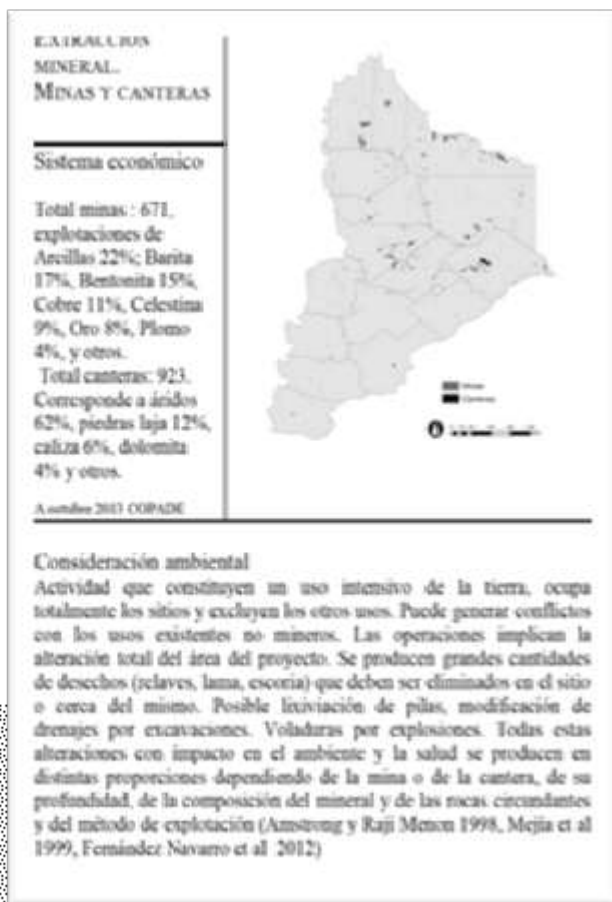 EXTRACCION
MINERAL.
MINAS Y CANTERAS
Sistema económico
Total minas : 671,
explotaciones de
Arcillas 22%; Barita
17%, Bentonita 15%,
Cobre 11%, Celestina
9%, Oro 8%, Plomo
4%, y otros.
Total canteras: 923.
Corresponde a áridos
62%, piedras laja 12%,
caliza 6%, dolomita
4% y otros.
A octubre 2013 COPADE
Minas
Canteras
Consideración ambiental
Actividad que constituyen un uso intensivo de la tierra, ocupa
totalmente los sitios y excluyen los otros usos. Puede generar conflictos
con los usos existentes no mineros. Las operaciones implican la
alteración total del área del proyecto. Se producen grandes cantidades
de desechos (relaves, lama, escoria) que deben ser eliminados en el sitio
o cerca del mismo. Posible lixiviación de pilas, modificación de
drenajes por excavaciones. Voladuras por explosiones. Todas estas
alteraciones con impacto en el ambiente y la salud se producen en
distintas proporciones dependiendo de la mina o de la cantera, de su
profundidad, de la composición del mineral y de las rocas circundantes
y del método de explotación (Amstrong y Raji Menon 1998, Mejía et al
1999, Fernández Navarro et al 2012)